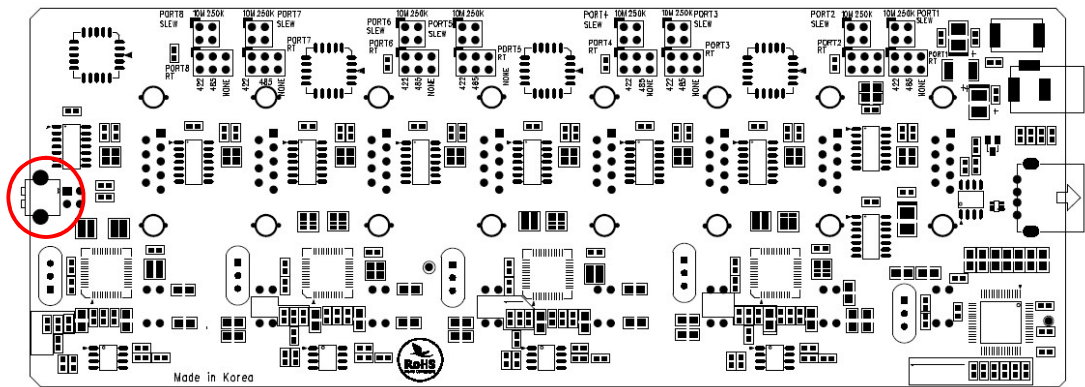 PORT8
SLEW
10M 250K
PORT7
SLEW
PORT8
RT
PORT7
RT
422
485
NONE
422
485
NONE
PORT6
SLEW
10M 250K
PORT5
SLEW
PORT6
RT
PORT5
RT
422
485
NONE
422
485
NONE
PORT4
SLEW
10M 250K
PORT3
SLEW
PORT4
RT
PORT3
RT
422
485
NONE
422
485
NONE
PORT2
SLEW
10M 250K
PORT1
SLEW
PORT2
RT
PORT1
RT
422
485
NONE
422
485
NONE
Made in Korea
RoHS